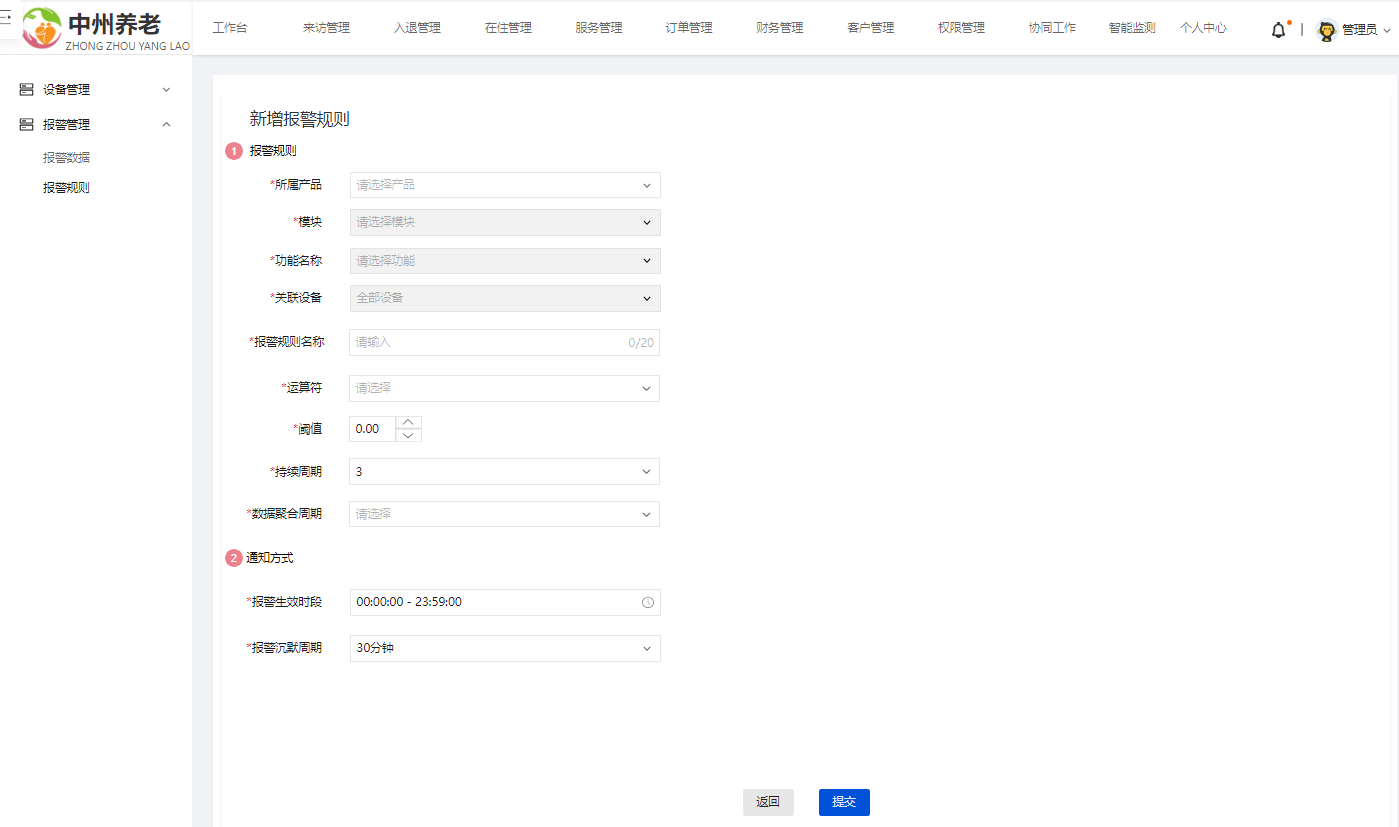 中州养老
ZHONG ZHOU YANG LAO
工作台 来访管理 入退管理 在住管理 服务管理 订单管理 财务管理 客户管理 权限管理 协同工作 智能监测 个人中心 管理员
设备管理
报警管理
报警数据
报警规则
新增报警规则
1 报警规则
*所属产品 请选择产品
*模块 请选择模块
*功能名称 请选择功能
*关联设备 全部设备
*报警规则名称 请输入 0/20
*运算符 请选择
*阈值 0.00
*持续周期 3
*数据聚合周期 请选择
2 通知方式
*报警生效时段 00:00:00 - 23:59:00
*报警沉默周期 30分钟
返回 提交